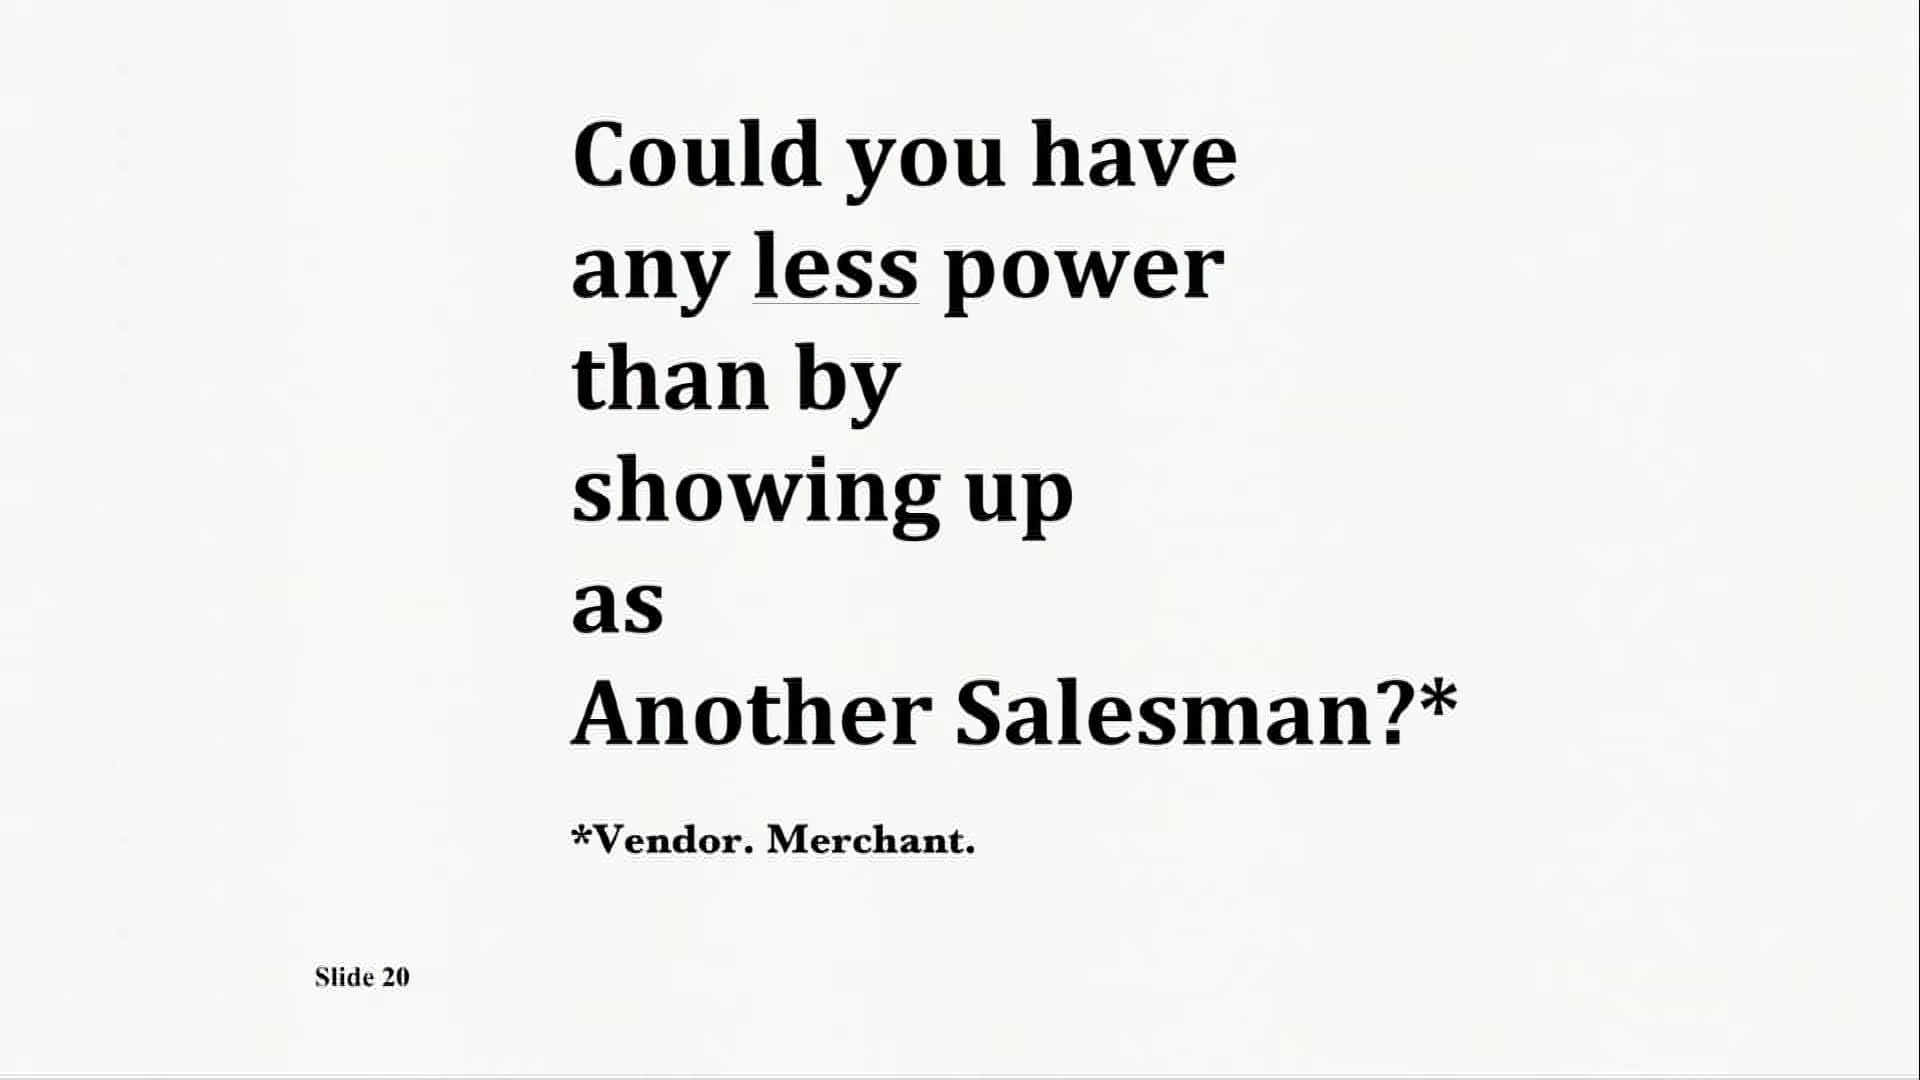 Could you have
any less power
than by
showing up
as
Another Salesman?*
*Vendor. Merchant.
Slide 20